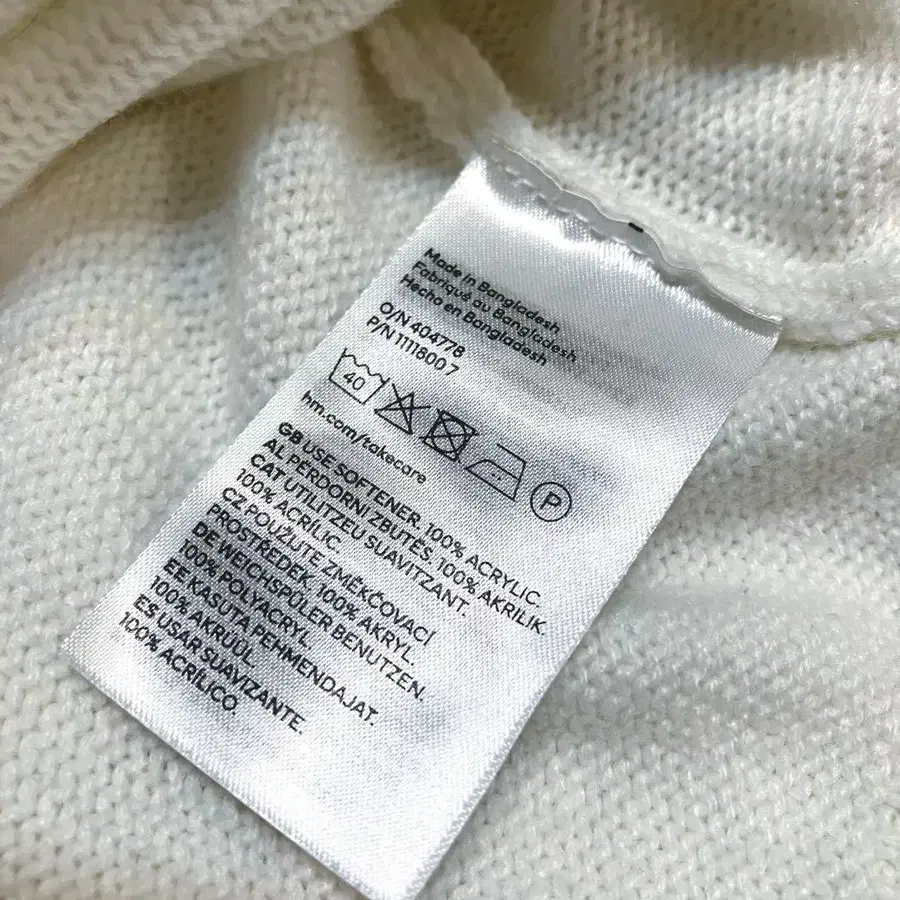 Made in Bangladesh
Fabriqué au Bangladesh
Hecho en Bangladesh
O/N 404778
P/N 1111800 7
40
P
hm.com/takecare
GB USE SOFTENER. 100% ACRYLIC.
AL PËRDORNI ZBUTËS. 100% AKRILIK.
CAT UTILITZEU SUAVITZANT.
100% ACRÍLIC.
CZ POUŽIJTE ZMĚKČOVACÍ
PROSTŘEDEK. 100% AKRYL.
DE WEICHSPÜLER BENUTZEN.
100% POLYACRYL.
EE KASUTA PEHMENDAJAT.
100% AKRÜÜL.
ES USAR SUAVIZANTE.
100% ACRÍLICO.